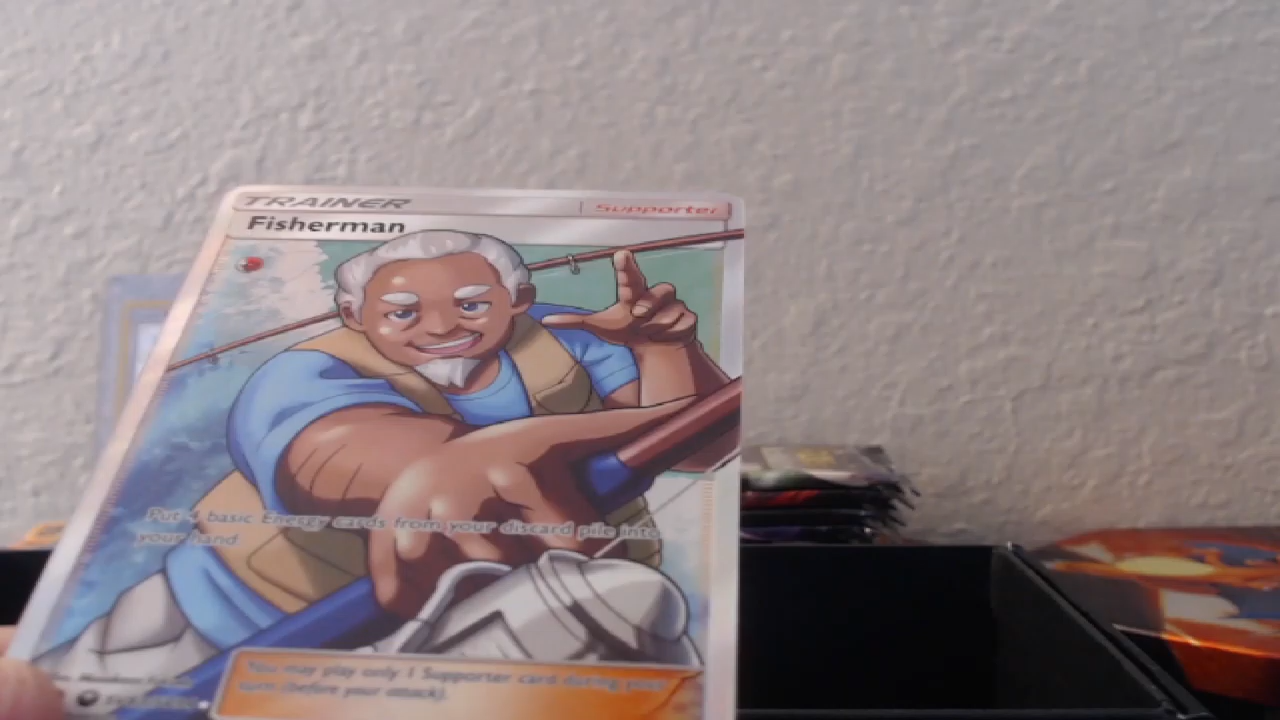 TRAINER
Supporter
Fisherman
Put 4 basic Energy cards from your discard pile into
your hand
You may play only 1 Supporter card during your
turn (before your attack).